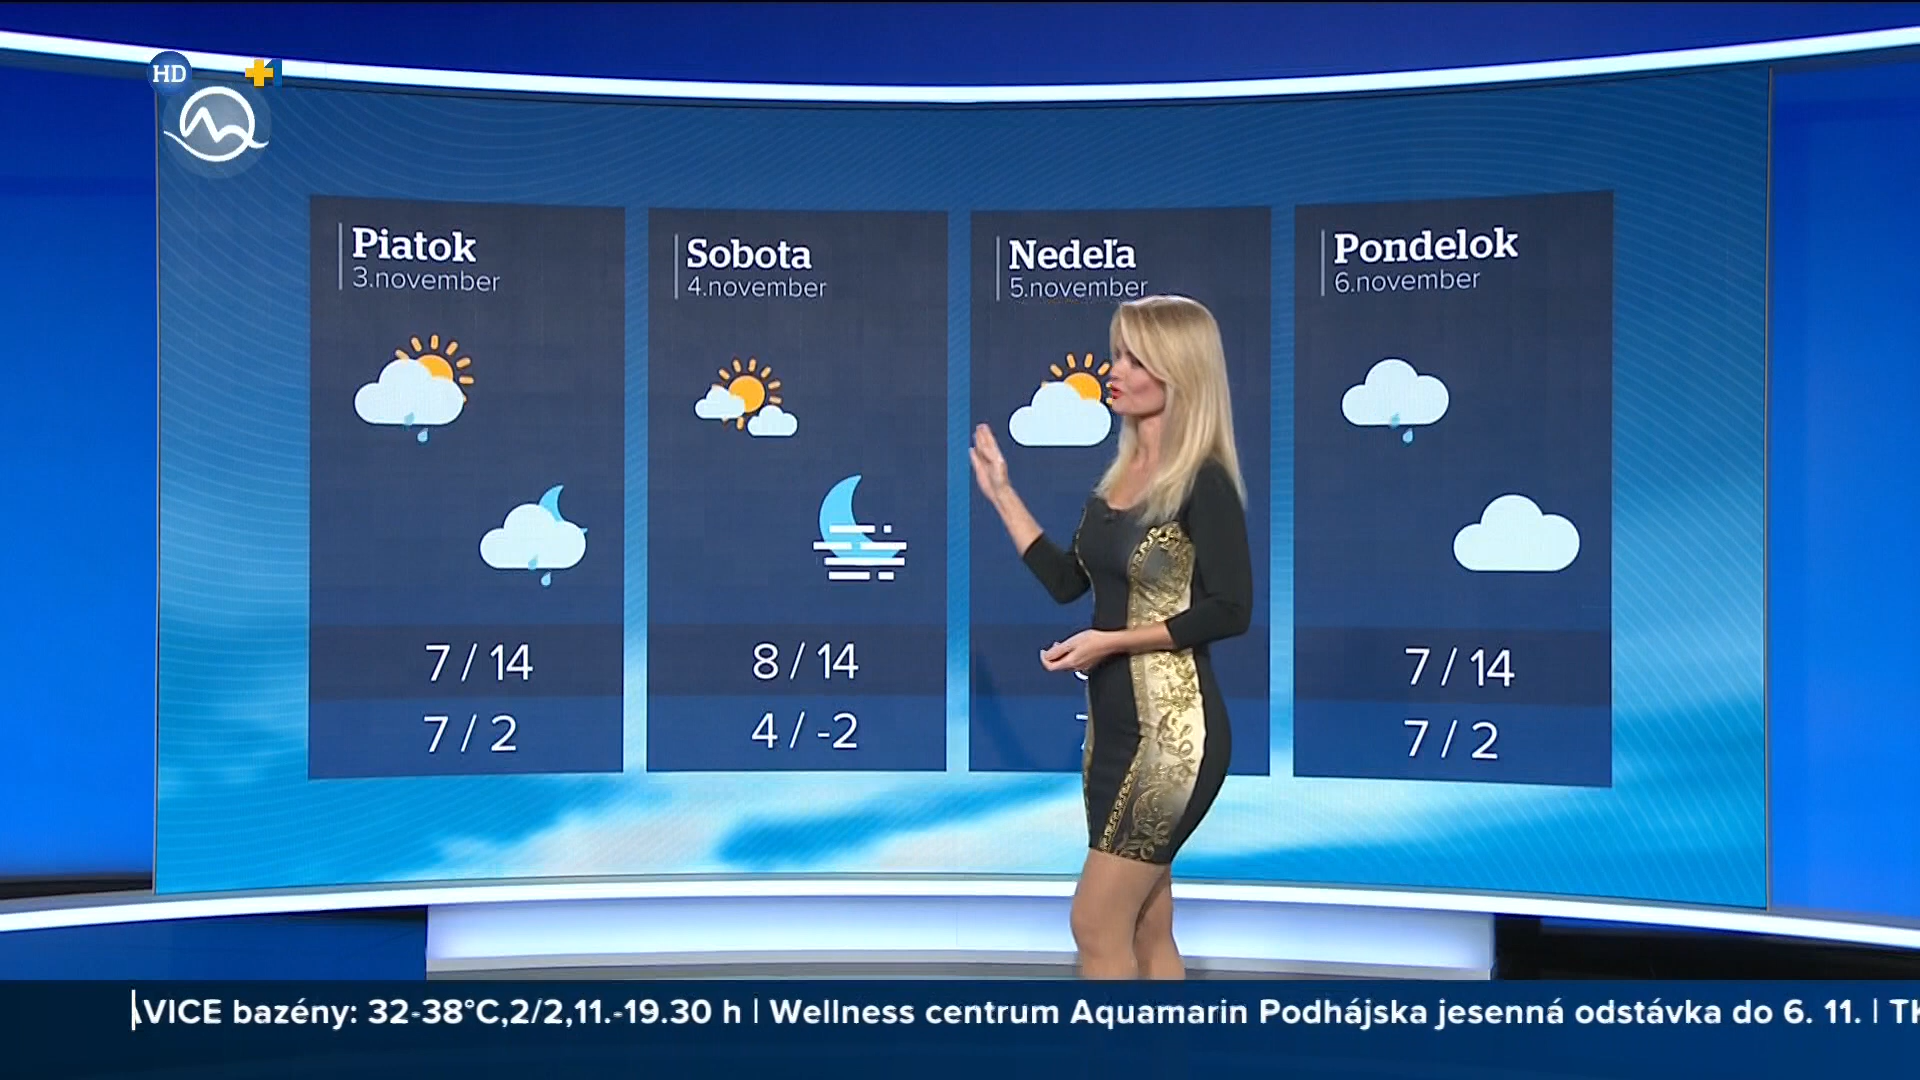 HD
Piatok
3.november
7 / 14
7 / 2
Sobota
4.november
8 / 14
4 / -2
Nedeľa
5.november
Pondelok
6.november
7 / 14
7 / 2
VICE bazény: 32-38°C,2/2,11.-19.30 h | Wellness centrum Aquamarin Podhájska jesenná odstávka do 6. 11. |